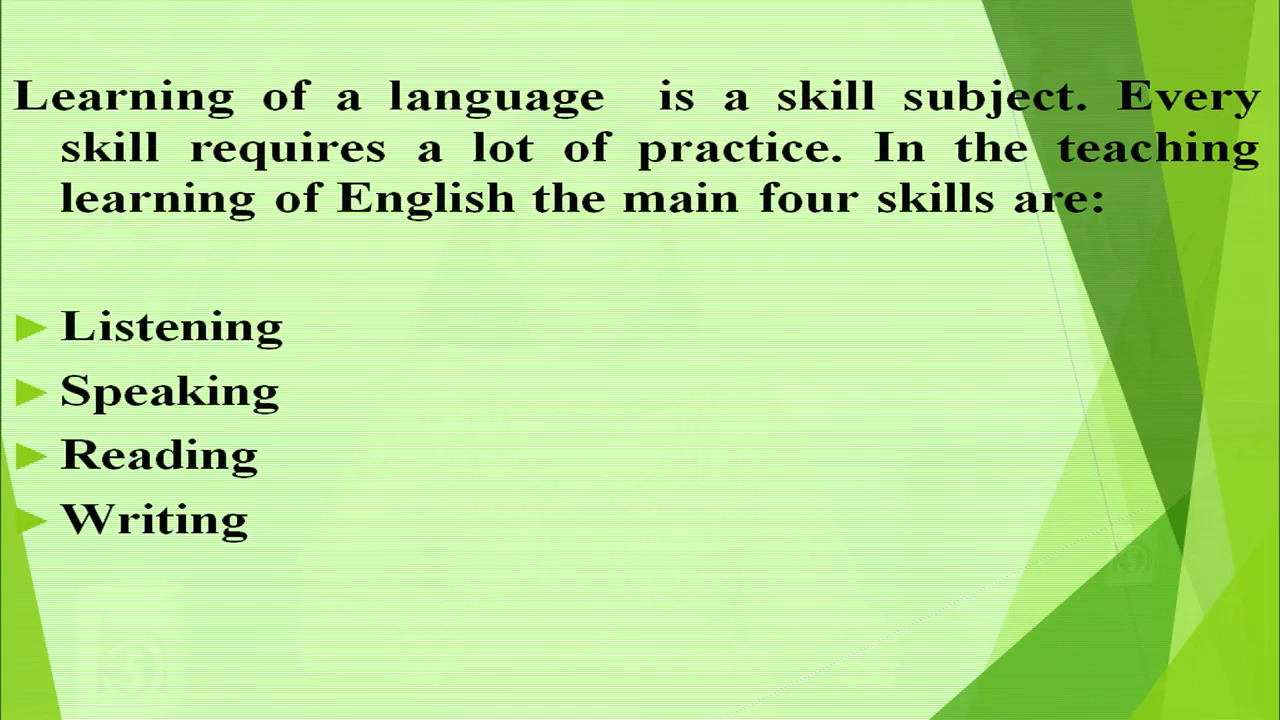 Learning of a language is a skill subject. Every
skill requires a lot of practice. In the teaching
learning of English the main four skills are:
Listening
Speaking
Reading
Writing